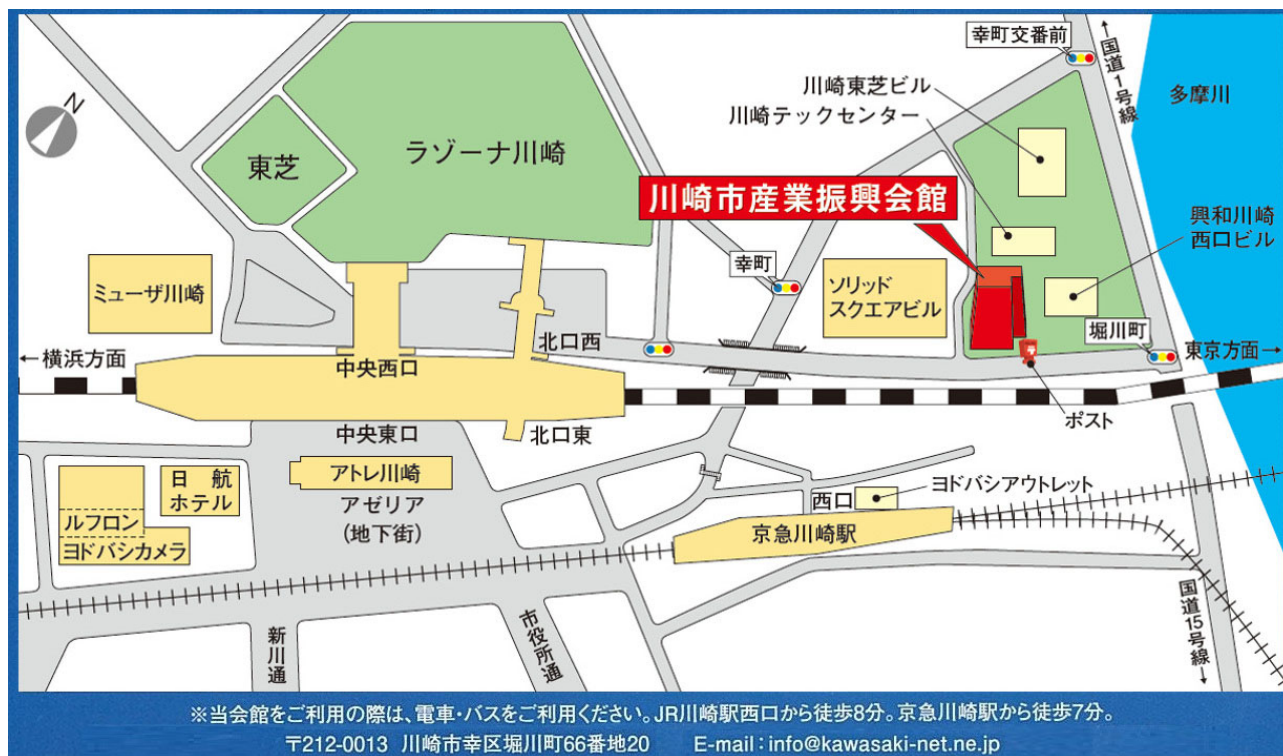 N
東芝
ラゾーナ川崎
幸町交番前
←国道1号線
多摩川
川崎東芝ビル
川崎テックセンター
川崎市産業振興会館
興和川崎
西口ビル
ミューザ川崎
幸町
ソリッド
スクエアビル
堀川町
北口西
←横浜方面
中央西口
東京方面→
ポスト
中央東口
北口東
日航
ホテル
アトレ川崎
アゼリア
(地下街)
ルフロン
ヨドバシカメラ
西口
ヨドバシアウトレット
京急川崎駅
新川通
市役所通
国道15号線→
※当会館をご利用の際は、電車・バスをご利用ください。JR川崎駅西口から徒歩8分。京急川崎駅から徒歩7分。
〒212-0013 川崎市幸区堀川町66番地20 E-mail：info@kawasaki-net.ne.jp